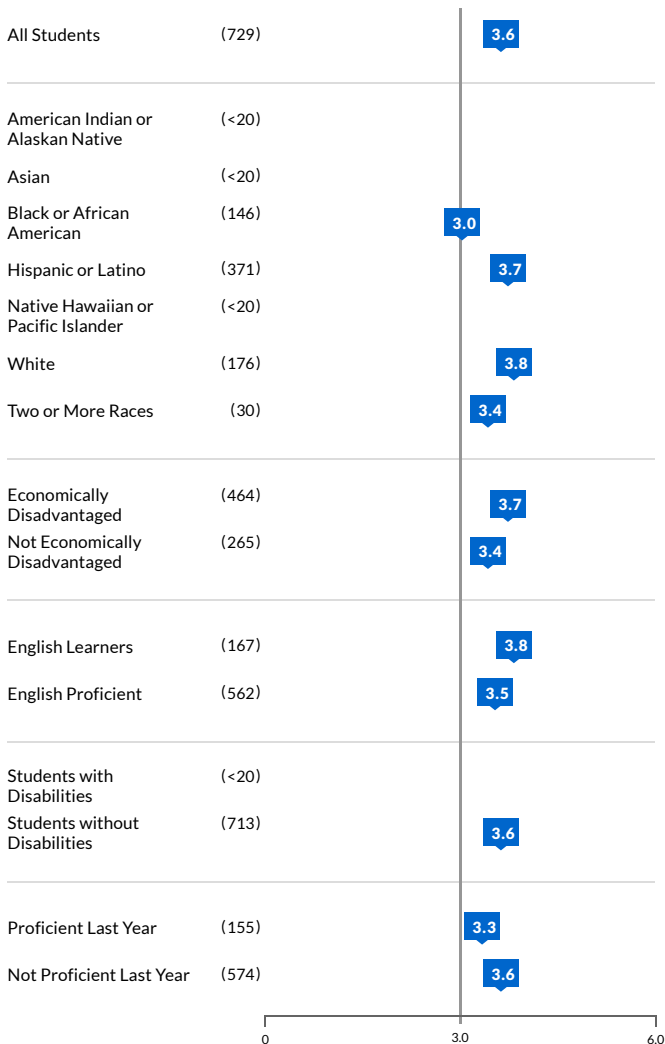 All Students (729) 3.6
American Indian or (<20)
Alaskan Native
Asian (<20)
Black or African (146) 3.0
American
Hispanic or Latino (371) 3.7
Native Hawaiian or (<20)
Pacific Islander
White (176) 3.8
Two or More Races (30) 3.4
Economically (464) 3.7
Disadvantaged
Not Economically (265) 3.4
Disadvantaged
English Learners (167) 3.8
English Proficient (562) 3.5
Students with (<20)
Disabilities
Students without (713) 3.6
Disabilities
Proficient Last Year (155) 3.3
Not Proficient Last Year (574) 3.6
0 3.0 6.0